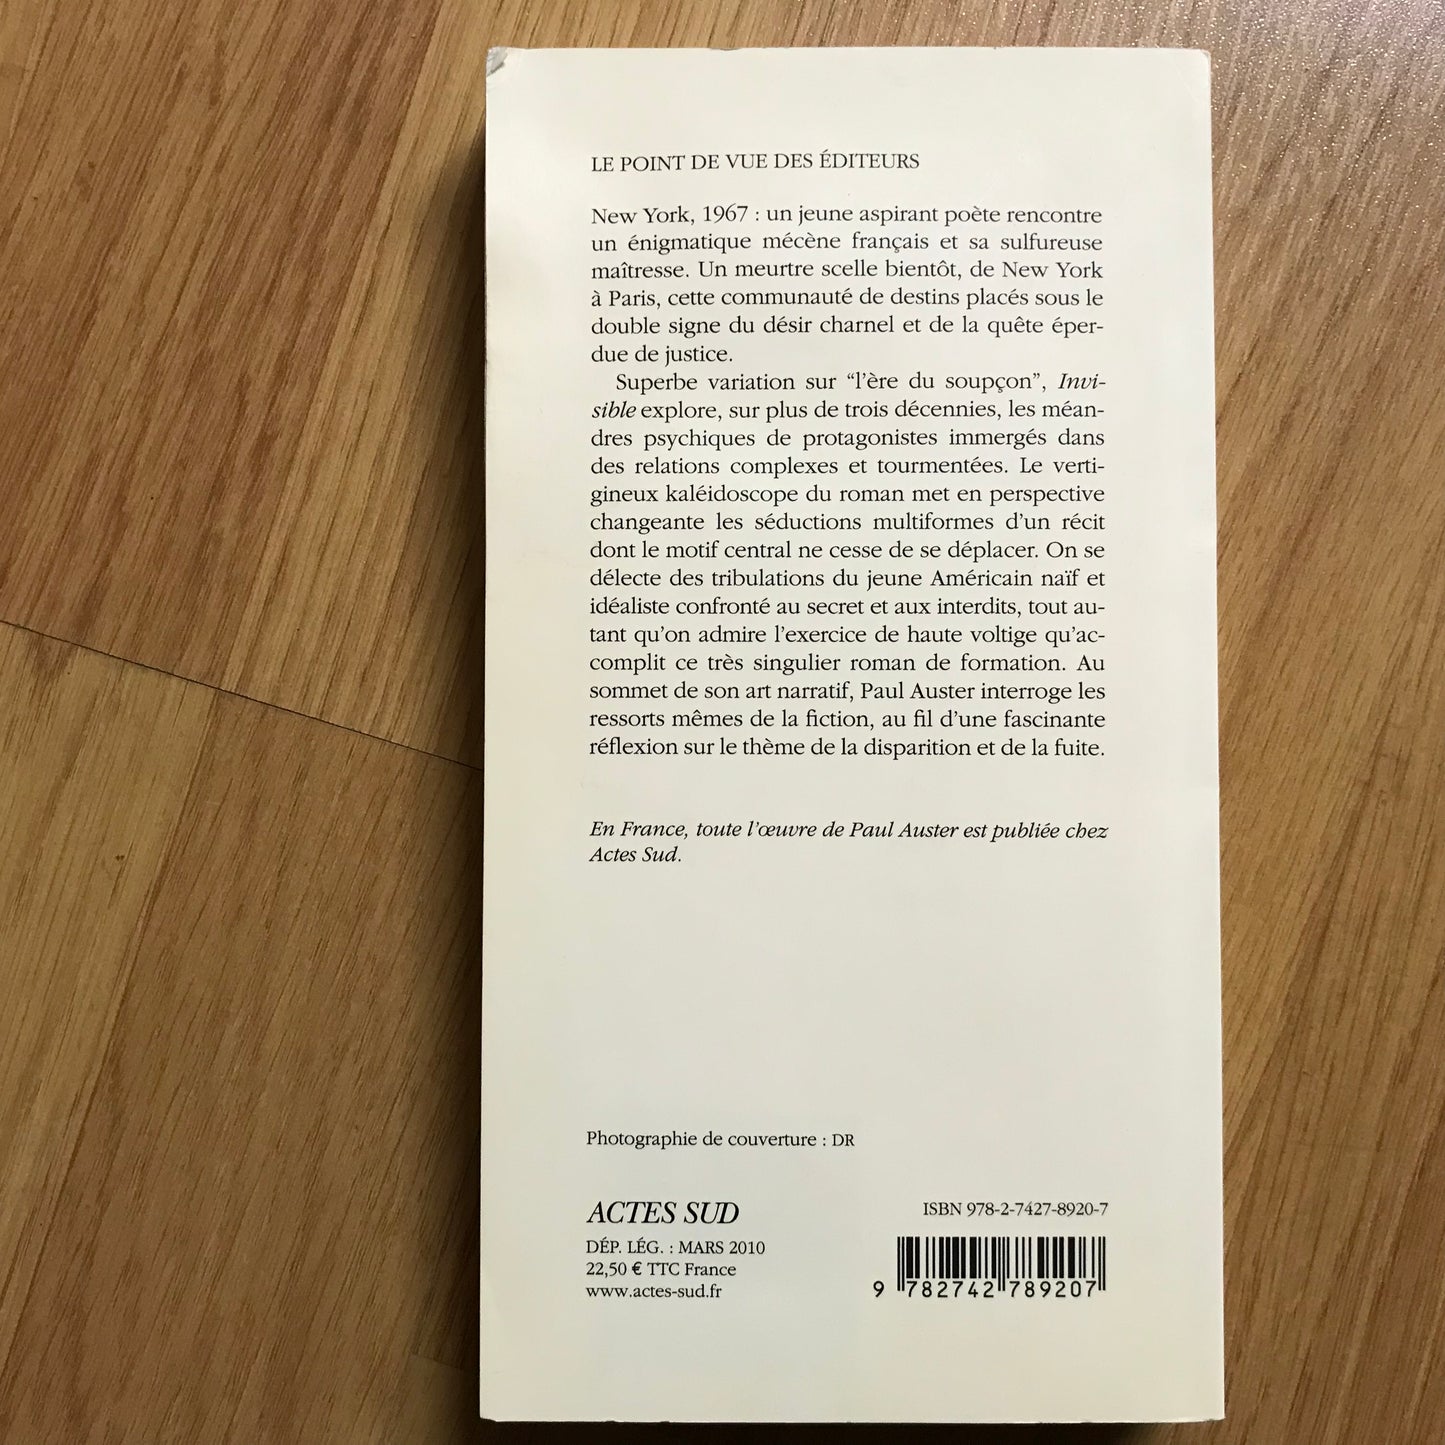 LE POINT DE VUE DES ÉDITEURS
New York, 1967 : un jeune aspirant poète rencontre
un énigmatique mécène français et sa sulfureuse
maîtresse. Un meurtre scelle bientôt, de New York
à Paris, cette communauté de destins placés sous le
double signe du désir charnel et de la quête éper-
due de justice.
Superbe variation sur “l’ère du soupçon”, Invi-
sible explore, sur plus de trois décennies, les méan-
dres psychiques de protagonistes immergés dans
des relations complexes et tourmentées. Le verti-
gineux kaléidoscope du roman met en perspective
changeante les séductions multiformes d’un récit
dont le motif central ne cesse de se déplacer. On se
délecte des tribulations du jeune Américain naïf et
idéaliste confronté au secret et aux interdits, tout au-
tant qu’on admire l’exercice de haute voltige qu’ac-
complit ce très singulier roman de formation. Au
sommet de son art narratif, Paul Auster interroge les
ressorts mêmes de la fiction, au fil d’une fascinante
réflexion sur le thème de la disparition et de la fuite.
En France, toute l’œuvre de Paul Auster est publiée chez
Actes Sud.
Photographie de couverture : DR
ACTES SUD
DÉP. LÉG. : MARS 2010
22,50 € TTC France
www.actes-sud.fr
ISBN 978-2-7427-8920-7
9 782742 789207